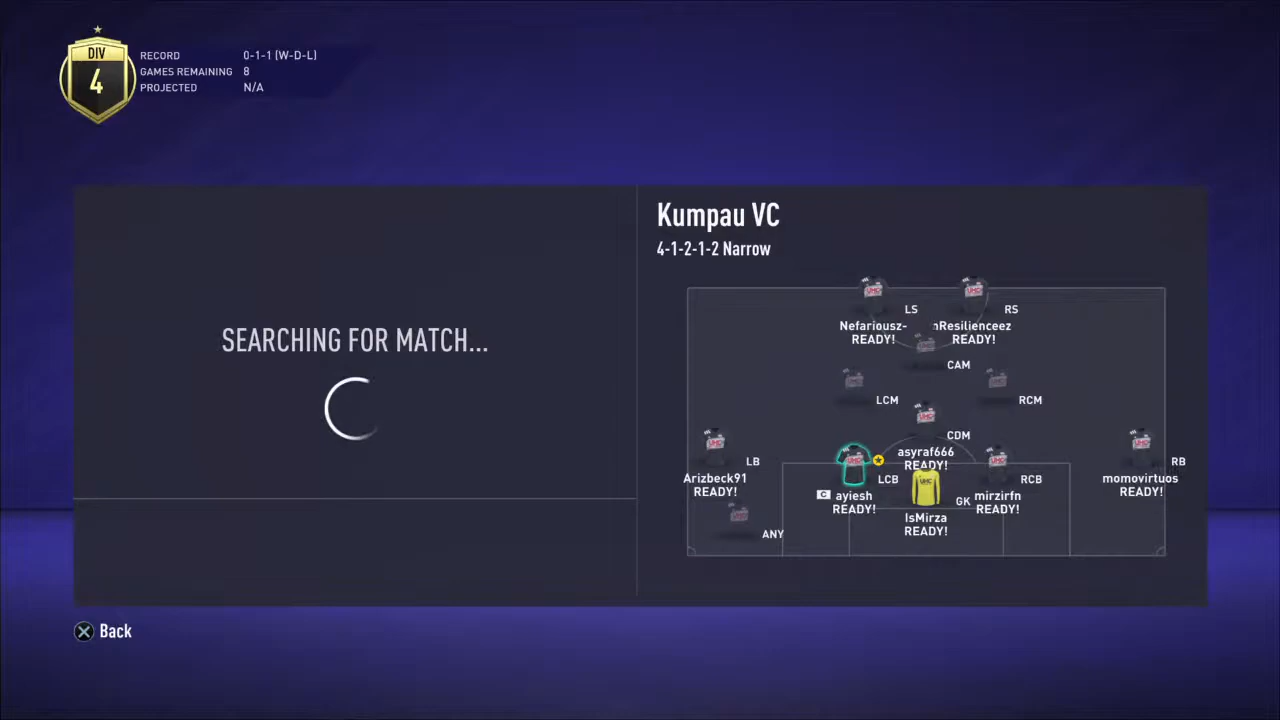 DIV
4
RECORD 0-1-1 (W-D-L)
GAMES REMAINING 8
PROJECTED N/A
SEARCHING FOR MATCH...
Kumpau VC
4-1-2-1-2 Narrow
LS
Nefariousz-
READY!
RS
nResilienceez
READY!
CAM
LCM
RCM
CDM
asyraf666
READY!
LB
Arizbeck91
READY!
LCB
C ayiesh
READY!
RCB
mirzirfn
READY!
RB
momovirtuos
READY!
GK
IsMirza
READY!
ANY
Back